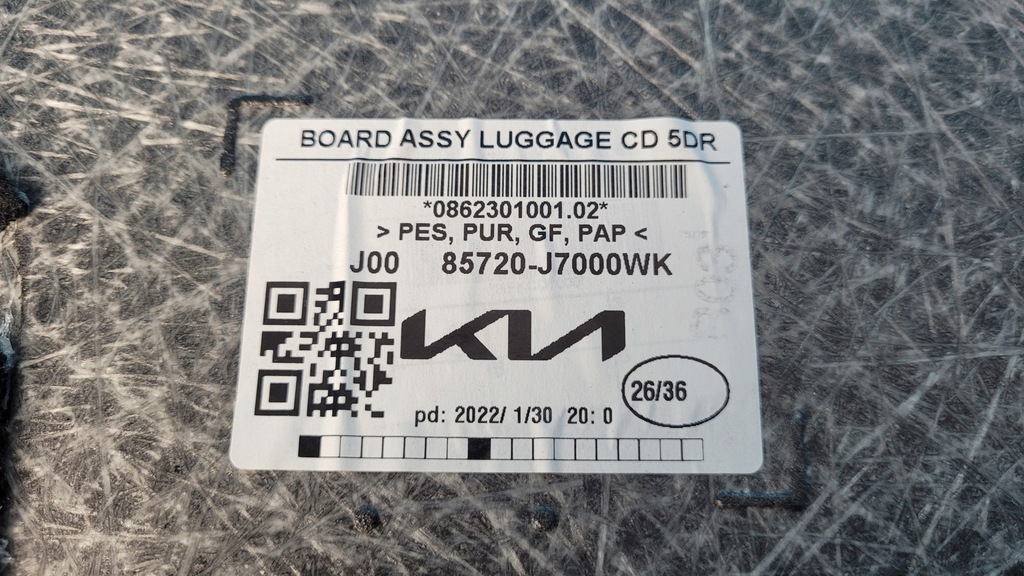 BOARD ASSY LUGGAGE CD 5DR
*0862301001.02*
> PES, PUR, GF, PAP <
J00 85720-J7000WK
KIA
26/36
pd: 2022/ 1/30 20: 0